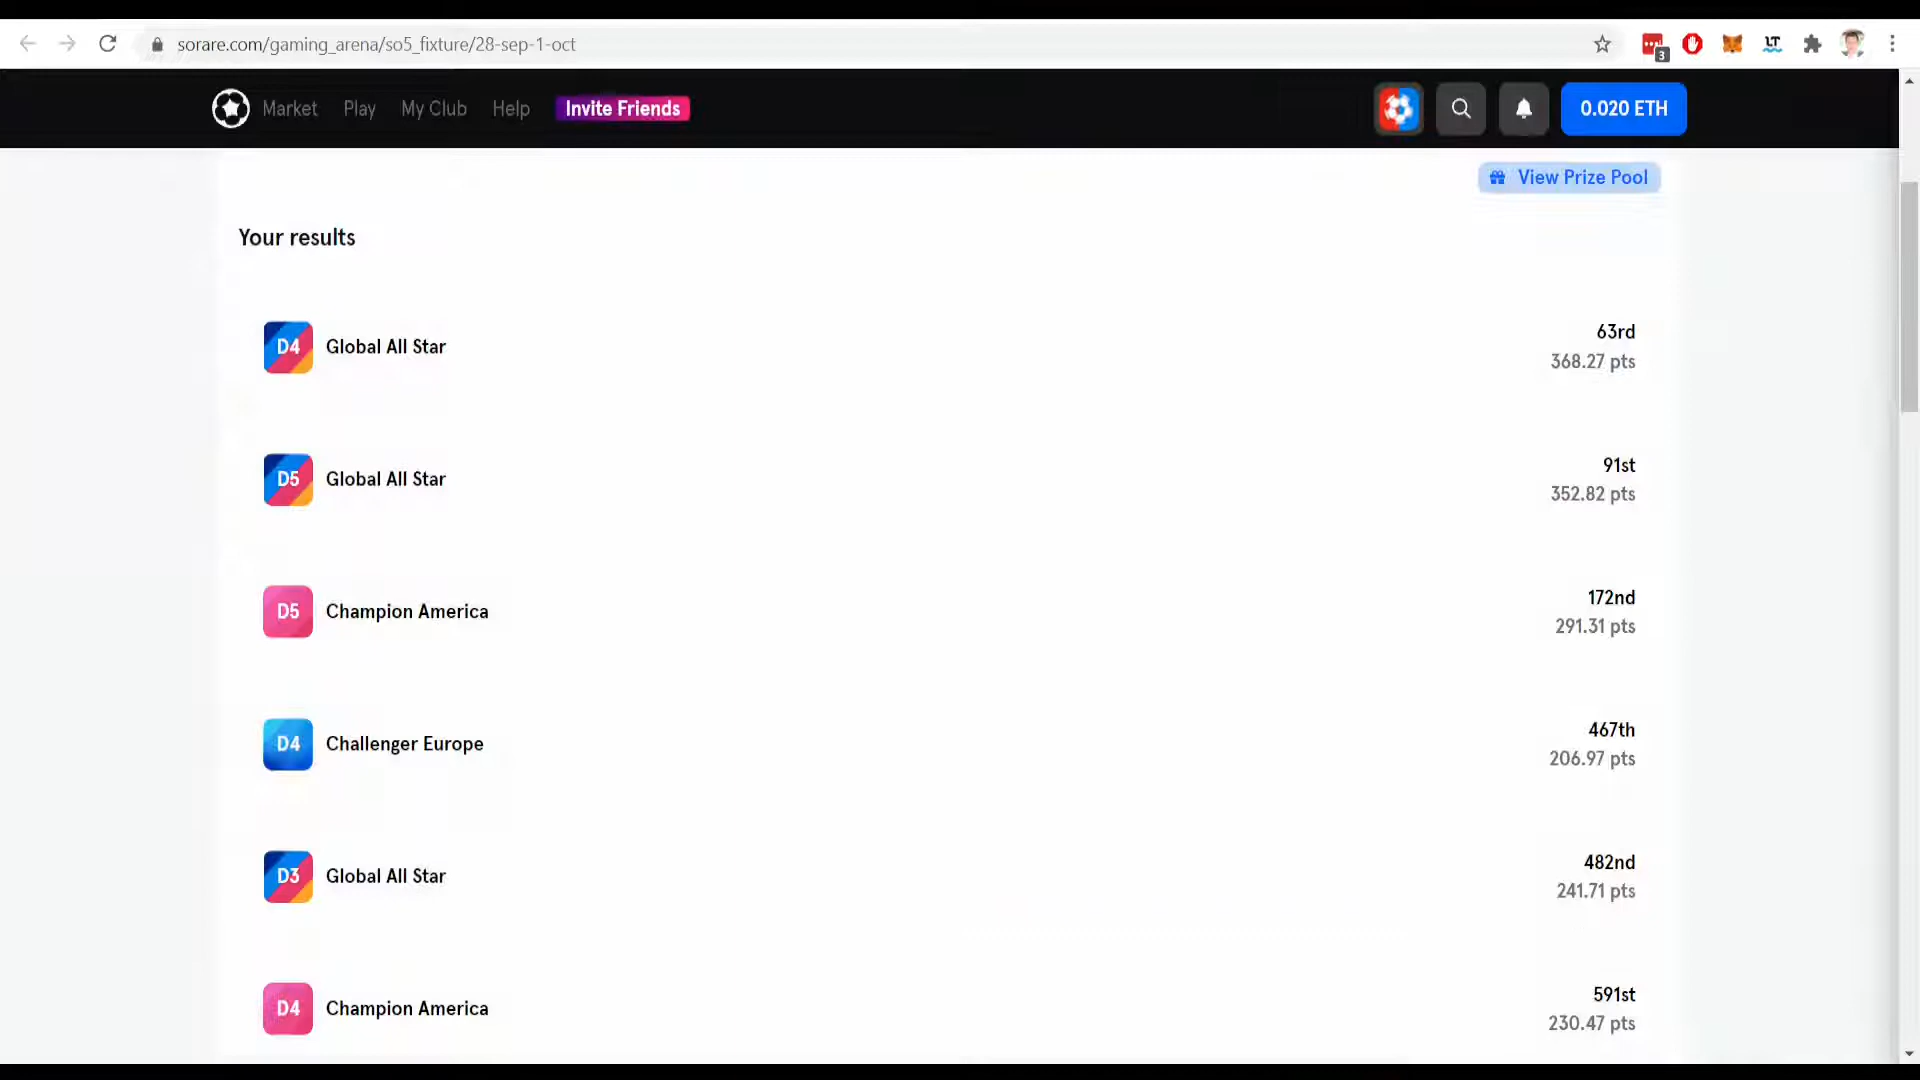 sorare.com/gaming_arena/so5_fixture/28-sep-1-oct
3
LT
Market Play My Club Help Invite Friends
0.020 ETH
View Prize Pool
Your results
D4 Global All Star
63rd
368.27 pts
D5 Global All Star
91st
352.82 pts
D5 Champion America
172nd
291.31 pts
D4 Challenger Europe
467th
206.97 pts
D3 Global All Star
482nd
241.71 pts
D4 Champion America
591st
230.47 pts